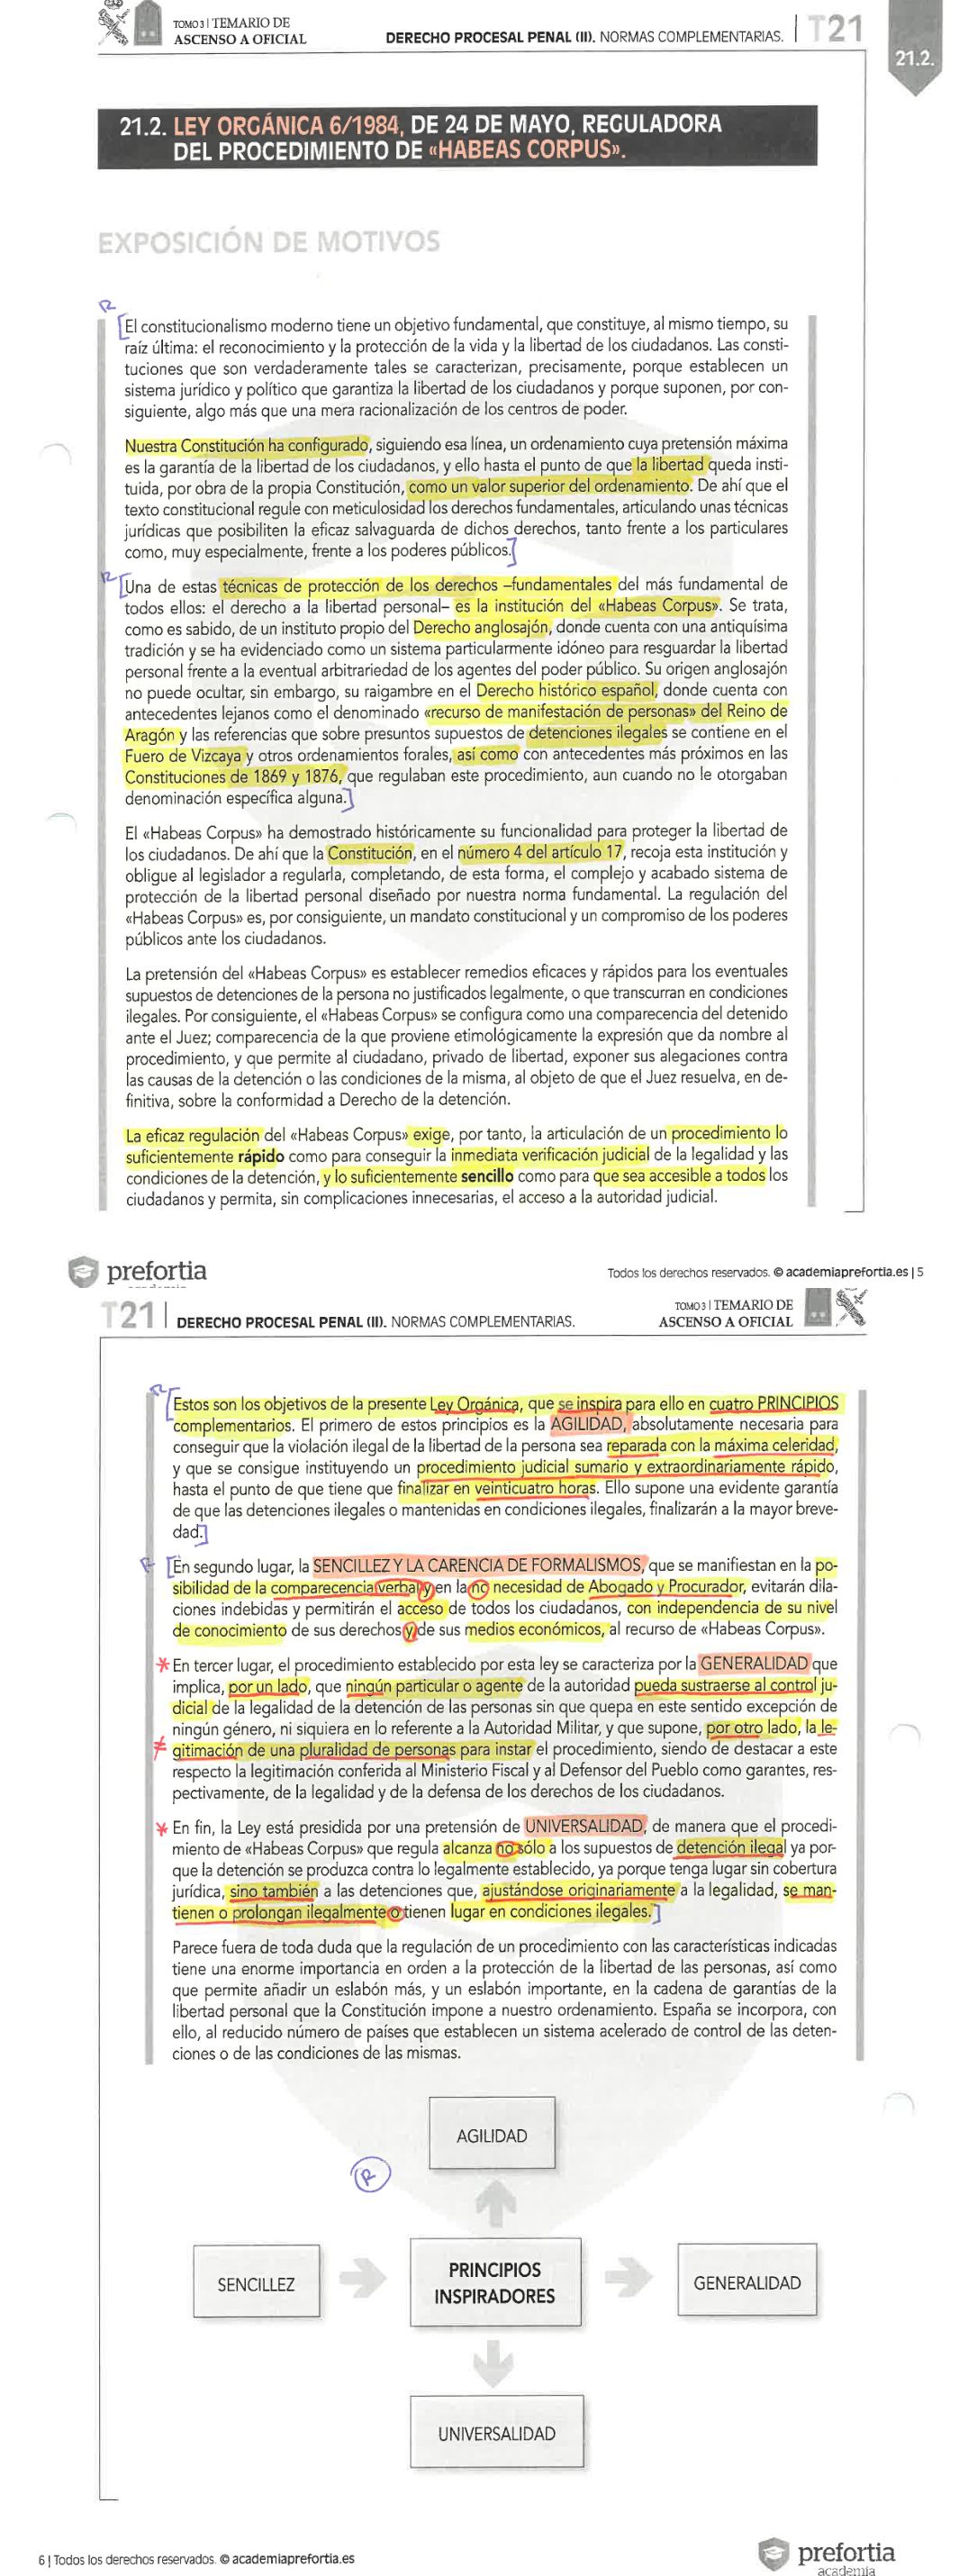 TOMO 3 | TEMARIO DE
ASCENSO A OFICIAL
DERECHO PROCESAL PENAL (II). NORMAS COMPLEMENTARIAS. | T21
21.2.
21.2. LEY ORGÁNICA 6/1984, DE 24 DE MAYO, REGULADORA
DEL PROCEDIMIENTO DE «HABEAS CORPUS».
EXPOSICIÓN DE MOTIVOS
R
El constitucionalismo moderno tiene un objetivo fundamental, que constituye, al mismo tiempo, su
raíz última: el reconocimiento y la protección de la vida y la libertad de los ciudadanos. Las consti-
tuciones que son verdaderamente tales se caracterizan, precisamente, porque establecen un
sistema jurídico y político que garantiza la libertad de los ciudadanos y porque suponen, por con-
siguiente, algo más que una mera racionalización de los centros de poder.
Nuestra Constitución ha configurado, siguiendo esa línea, un ordenamiento cuya pretensión máxima
es la garantía de la libertad de los ciudadanos, y ello hasta el punto de que la libertad queda insti-
tuida, por obra de la propia Constitución, como un valor superior del ordenamiento. De ahí que el
texto constitucional regule con meticulosidad los derechos fundamentales, articulando unas técnicas
jurídicas que posibiliten la eficaz salvaguarda de dichos derechos, tanto frente a los particulares
como, muy especialmente, frente a los poderes públicos.]
R [Una de estas técnicas de protección de los derechos –fundamentales del más fundamental de
todos ellos: el derecho a la libertad personal– es la institución del «Habeas Corpus». Se trata,
como es sabido, de un instituto propio del Derecho anglosajón, donde cuenta con una antiquísima
tradición y se ha evidenciado como un sistema particularmente idóneo para resguardar la libertad
personal frente a la eventual arbitrariedad de los agentes del poder público. Su origen anglosajón
no puede ocultar, sin embargo, su raigambre en el Derecho histórico español, donde cuenta con
antecedentes lejanos como el denominado «recurso de manifestación de personas» del Reino de
Aragón y las referencias que sobre presuntos supuestos de detenciones ilegales se contiene en el
Fuero de Vizcaya y otros ordenamientos forales, así como con antecedentes más próximos en las
Constituciones de 1869 y 1876, que regulaban este procedimiento, aun cuando no le otorgaban
denominación específica alguna.]
El «Habeas Corpus» ha demostrado históricamente su funcionalidad para proteger la libertad de
los ciudadanos. De ahí que la Constitución, en el número 4 del artículo 17, recoja esta institución y
obligue al legislador a regularla, completando, de esta forma, el complejo y acabado sistema de
protección de la libertad personal diseñado por nuestra norma fundamental. La regulación del
«Habeas Corpus» es, por consiguiente, un mandato constitucional y un compromiso de los poderes
públicos ante los ciudadanos.
La pretensión del «Habeas Corpus» es establecer remedios eficaces y rápidos para los eventuales
supuestos de detenciones de la persona no justificados legalmente, o que transcurran en condiciones
ilegales. Por consiguiente, el «Habeas Corpus» se configura como una comparecencia del detenido
ante el Juez; comparecencia de la que proviene etimológicamente la expresión que da nombre al
procedimiento, y que permite al ciudadano, privado de libertad, exponer sus alegaciones contra
las causas de la detención o las condiciones de la misma, al objeto de que el Juez resuelva, en de-
finitiva, sobre la conformidad a Derecho de la detención.
La eficaz regulación del «Habeas Corpus» exige, por tanto, la articulación de un procedimiento lo
suficientemente rápido como para conseguir la inmediata verificación judicial de la legalidad y las
condiciones de la detención, y lo suficientemente sencillo como para que sea accesible a todos los
ciudadanos y permita, sin complicaciones innecesarias, el acceso a la autoridad judicial.
prefortia
Todos los derechos reservados. © academiaprefortia.es | 5
T21 | DERECHO PROCESAL PENAL (II). NORMAS COMPLEMENTARIAS.
TOMO 3 | TEMARIO DE
ASCENSO A OFICIAL
R
[Estos son los objetivos de la presente Ley Orgánica, que se inspira para ello en cuatro PRINCIPIOS
complementarios. El primero de estos principios es la AGILIDAD, absolutamente necesaria para
conseguir que la violación ilegal de la libertad de la persona sea reparada con la máxima celeridad,
y que se consigue instituyendo un procedimiento judicial sumario y extraordinariamente rápido,
hasta el punto de que tiene que finalizar en veinticuatro horas. Ello supone una evidente garantía
de que las detenciones ilegales o mantenidas en condiciones ilegales, finalizarán a la mayor breve-
dad.]
R [En segundo lugar, la SENCILLEZ Y LA CARENCIA DE FORMALISMOS, que se manifiestan en la po-
sibilidad de la comparecencia verbal y en la no necesidad de Abogado y Procurador, evitarán dila-
ciones indebidas y permitirán el acceso de todos los ciudadanos, con independencia de su nivel
de conocimiento de sus derechos y de sus medios económicos, al recurso de «Habeas Corpus».
* En tercer lugar, el procedimiento establecido por esta ley se caracteriza por la GENERALIDAD que
implica, por un lado, que ningún particular o agente de la autoridad pueda sustraerse al control ju-
dicial de la legalidad de la detención de las personas sin que quepa en este sentido excepción de
ningún género, ni siquiera en lo referente a la Autoridad Militar, y que supone, por otro lado, la le-
≠ gitimación de una pluralidad de personas para instar el procedimiento, siendo de destacar a este
respecto la legitimación conferida al Ministerio Fiscal y al Defensor del Pueblo como garantes, res-
pectivamente, de la legalidad y de la defensa de los derechos de los ciudadanos.
* En fin, la Ley está presidida por una pretensión de UNIVERSALIDAD, de manera que el procedi-
miento de «Habeas Corpus» que regula alcanza no sólo a los supuestos de detención ilegal ya por-
que la detención se produzca contra lo legalmente establecido, ya porque tenga lugar sin cobertura
jurídica, sino también a las detenciones que, ajustándose originariamente a la legalidad, se man-
tienen o prolongan ilegalmente o tienen lugar en condiciones ilegales.]
Parece fuera de toda duda que la regulación de un procedimiento con las características indicadas
tiene una enorme importancia en orden a la protección de la libertad de las personas, así como
que permite añadir un eslabón más, y un eslabón importante, en la cadena de garantías de la
libertad personal que la Constitución impone a nuestro ordenamiento. España se incorpora, con
ello, al reducido número de países que establecen un sistema acelerado de control de las deten-
ciones o de las condiciones de las mismas.
AGILIDAD
R
SENCILLEZ
PRINCIPIOS
INSPIRADORES
GENERALIDAD
UNIVERSALIDAD
6 | Todos los derechos reservados. © academiaprefortia.es
prefortia
academia